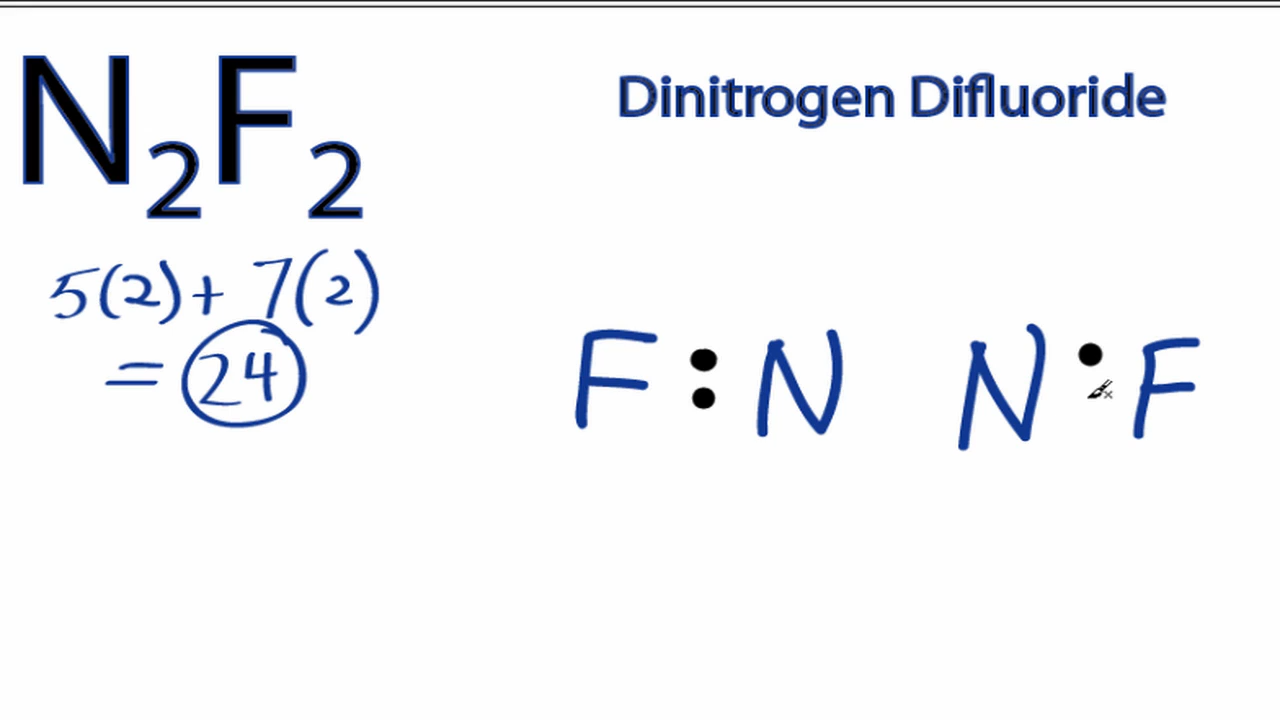 N₂F₂
Dinitrogen Difluoride
5(2)+ 7(2)
= 24
F : N N · F